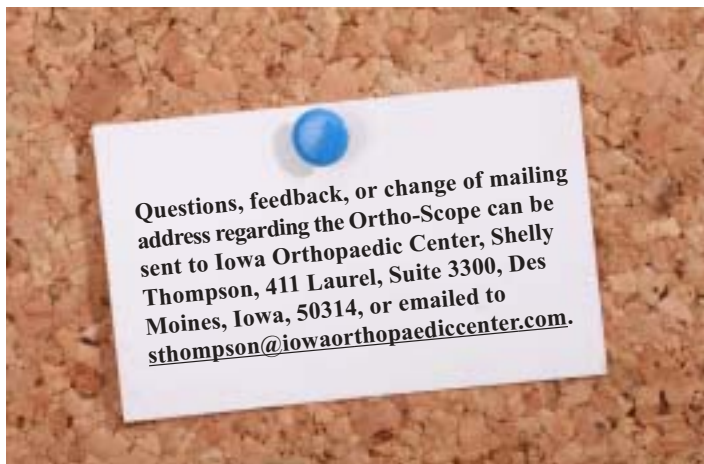 Questions, feedback, or change of mailing
address regarding the Ortho-Scope can be
sent to Iowa Orthopaedic Center, Shelly
Thompson, 411 Laurel, Suite 3300, Des
Moines, Iowa, 50314, or emailed to
sthompson@iowaorthopaediccenter.com.